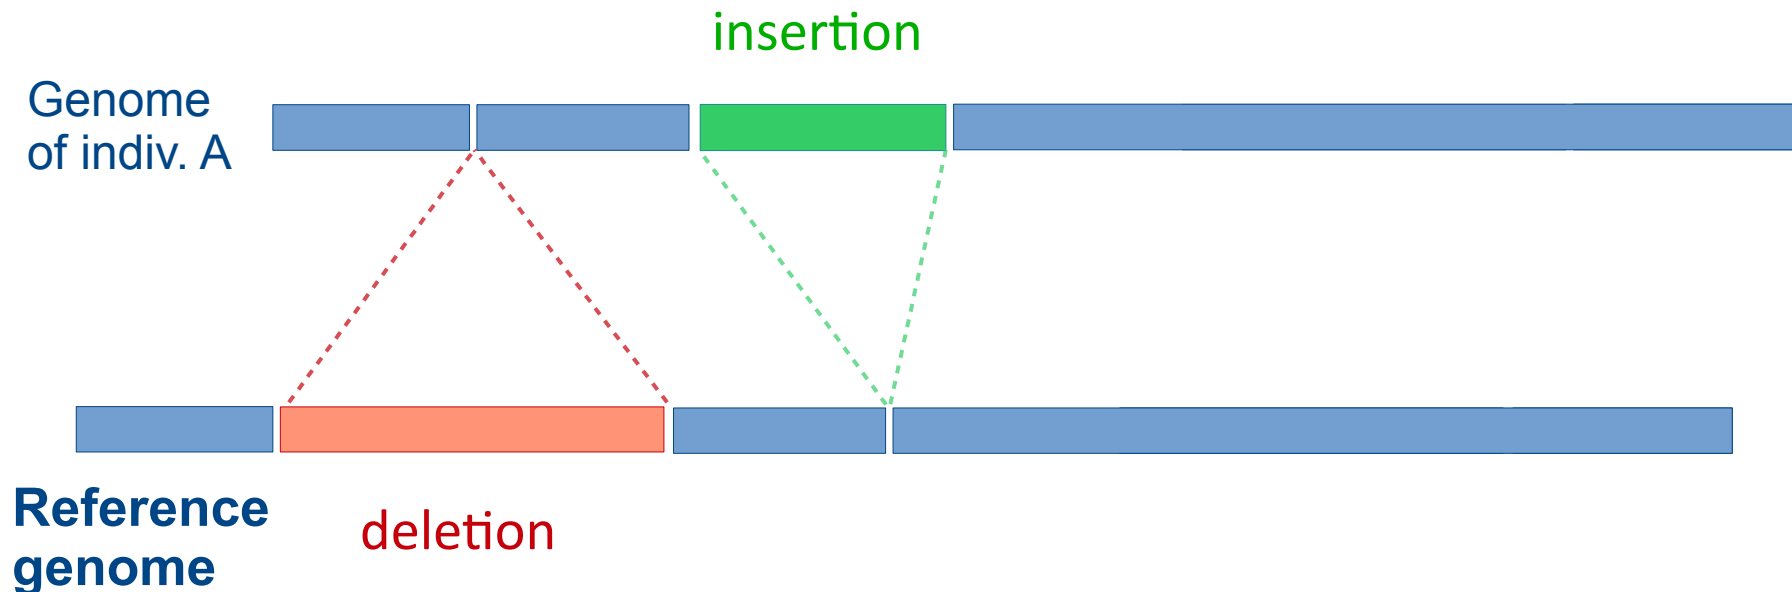 insertion
Genome
of indiv. A
Reference
genome
deletion